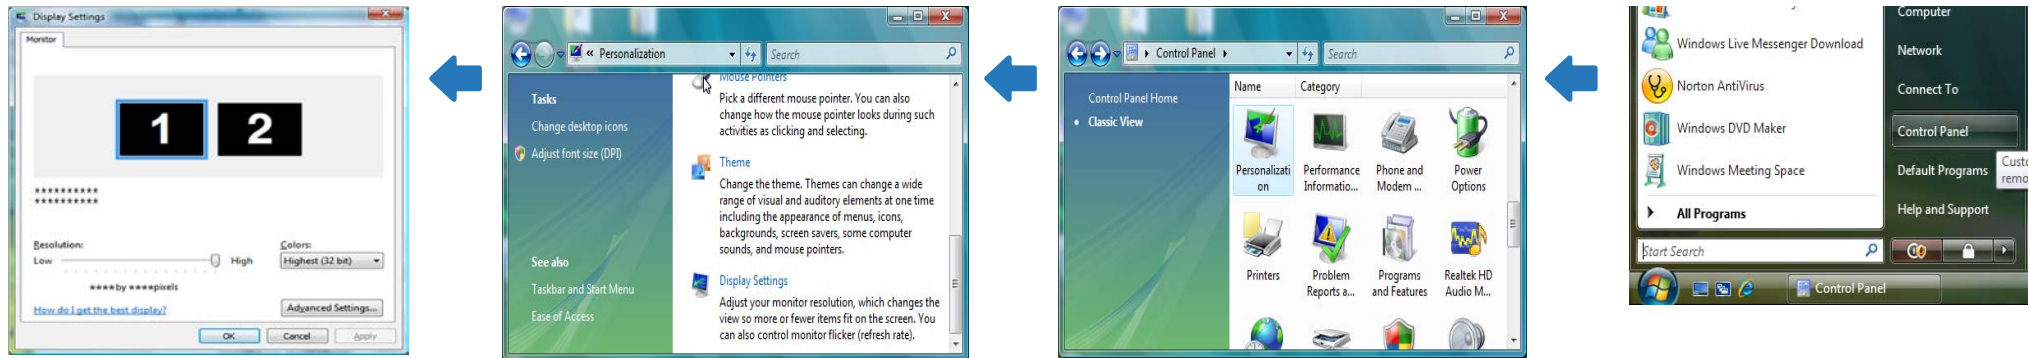 Display Settings
Monitor
1
2
**********
**********
Resolution:
Low
High
Colors:
Highest (32 bit)
****by ****pixels
How do I get the best display?
Advanced Settings...
OK
Cancel
Apply
« Personalization
Search
Tasks
Change desktop icons
Adjust font size (DPI)
See also
Taskbar and Start Menu
Ease of Access
Mouse Pointers
Pick a different mouse pointer. You can also
change how the mouse pointer looks during such
activities as clicking and selecting.
Theme
Change the theme. Themes can change a wide
range of visual and auditory elements at one time
including the appearance of menus, icons,
backgrounds, screen savers, some computer
sounds, and mouse pointers.
Display Settings
Adjust your monitor resolution, which changes the
view so more or fewer items fit on the screen. You
can also control monitor flicker (refresh rate).
Control Panel
Search
Control Panel Home
Classic View
Name
Category
Personalizati
on
Performance
Informatio...
Phone and
Modem ...
Power
Options
Printers
Problem
Reports a...
Programs
and Features
Realtek HD
Audio M...
Windows Live Messenger Download
Norton AntiVirus
Windows DVD Maker
Windows Meeting Space
All Programs
Start Search
Computer
Network
Connect To
Control Panel
Default Programs
Help and Support
Custo
remo
Control Panel